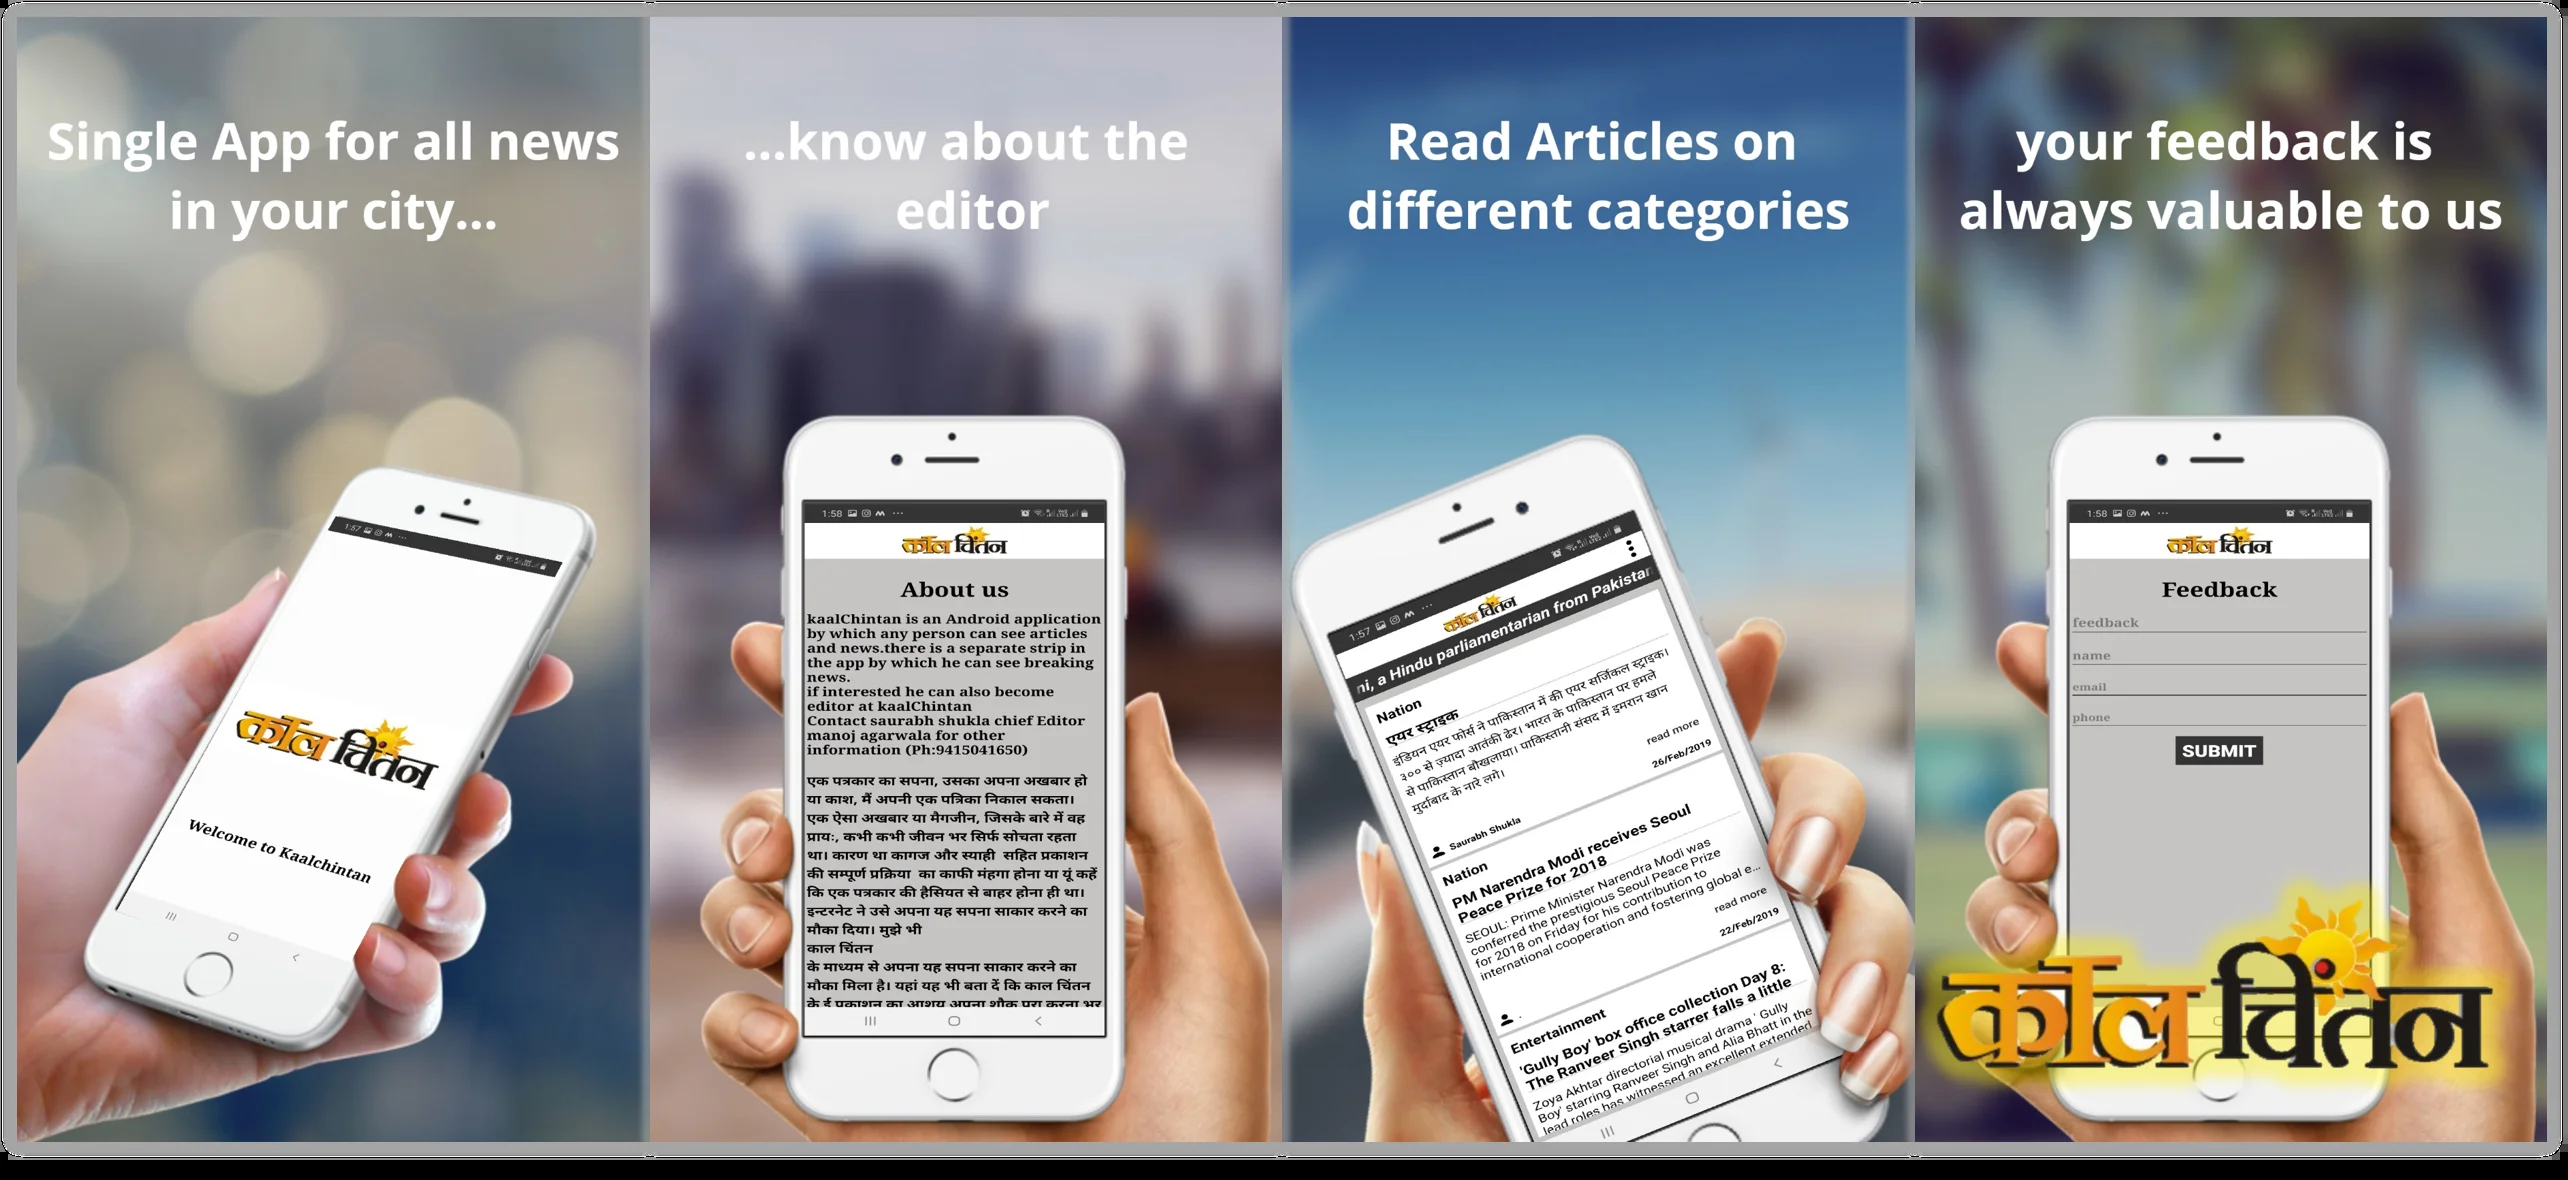 Single App for all news
in your city...
1:57
कॉल चिंतन
Welcome to Kaalchintan
...know about the
editor
1:58
कॉल चिंतन
About us
kaalChintan is an Android application
by which any person can see articles
and news.there is a separate strip in
the app by which he can see breaking
news.
if interested he can also become
editor at kaalChintan
Contact saurabh shukla chief Editor
manoj agarwala for other
information (Ph:9415041650)
एक पत्रकार का सपना, उसका अपना अखबार हो
या काश, मैं अपनी एक पत्रिका निकाल सकता।
एक ऐसा अखबार या मैगजीन, जिसके बारे में वह
प्राय:, कभी कभी जीवन भर सिर्फ सोचता रहता
था। कारण था कागज और स्याही सहित प्रकाशन
की सम्पूर्ण प्रक्रिया का काफी मंहगा होना या यूं कहें
कि एक पत्रकार की हैसियत से बाहर होना ही था।
इन्टरनेट ने उसे अपना यह सपना साकार करने का
मौका दिया। मुझे भी
काल चिंतन
के माध्यम से अपना यह सपना साकार करने का
मौका मिला है। यहां यह भी बता दें कि काल चिंतन
के ई प्रकाशन का आशय अपना शौक पूरा करना भर
Read Articles on
different categories
1:57
कॉल चिंतन
ni, a Hindu parliamentarian from Pakistan
Nation
एयर स्ट्राइक
इंडियन एयर फोर्स ने पाकिस्तान में की एयर सर्जिकल स्ट्राइक।
३०० से ज़्यादा आतंकी ढेर। भारत के पाकिस्तान पर हमले
से पाकिस्तान बौखलाया। पाकिस्तानी संसद में इमरान खान
मुर्दाबाद के नारे लगे।
read more
26/Feb/2019
Saurabh Shukla
Nation
PM Narendra Modi receives Seoul
Peace Prize for 2018
SEOUL: Prime Minister Narendra Modi was
conferred the prestigious Seoul Peace Prize
for 2018 on Friday for his contribution to
international cooperation and fostering global e...
read more
22/Feb/2019
.
Entertainment
'Gully Boy' box office collection Day 8:
The Ranveer Singh starrer falls a little
Zoya Akhtar directorial musical drama ' Gully
Boy' starring Ranveer Singh and Alia Bhatt in the
lead roles has witnessed an excellent extended
your feedback is
always valuable to us
1:58
कॉल चिंतन
Feedback
feedback
name
email
phone
SUBMIT
कॉल चिंतन